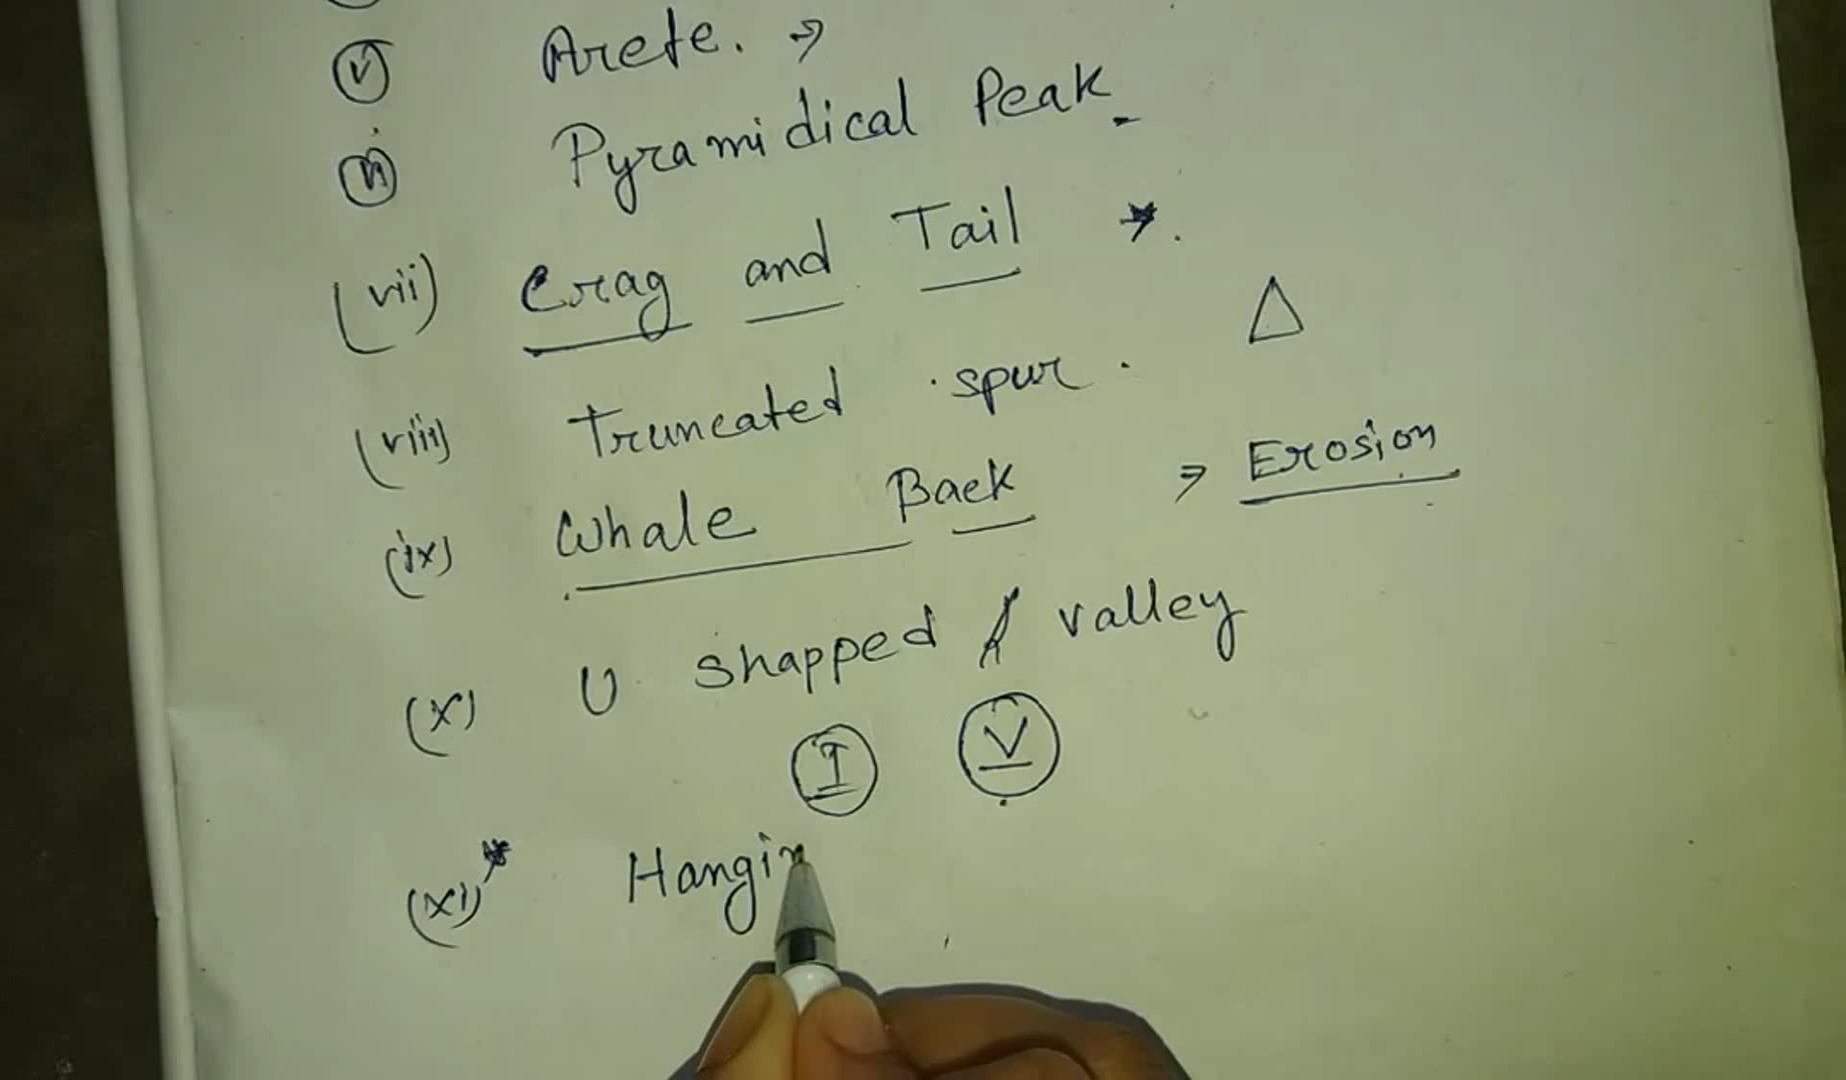 (v) Arete. →
(vi) Pyramidical Peak
(vii) Crag and Tail *.
(viii) Truncated spur. Δ
(ix) Whale Back → Erosion
(x) U shapped valley
I V
(xi)* Hangin